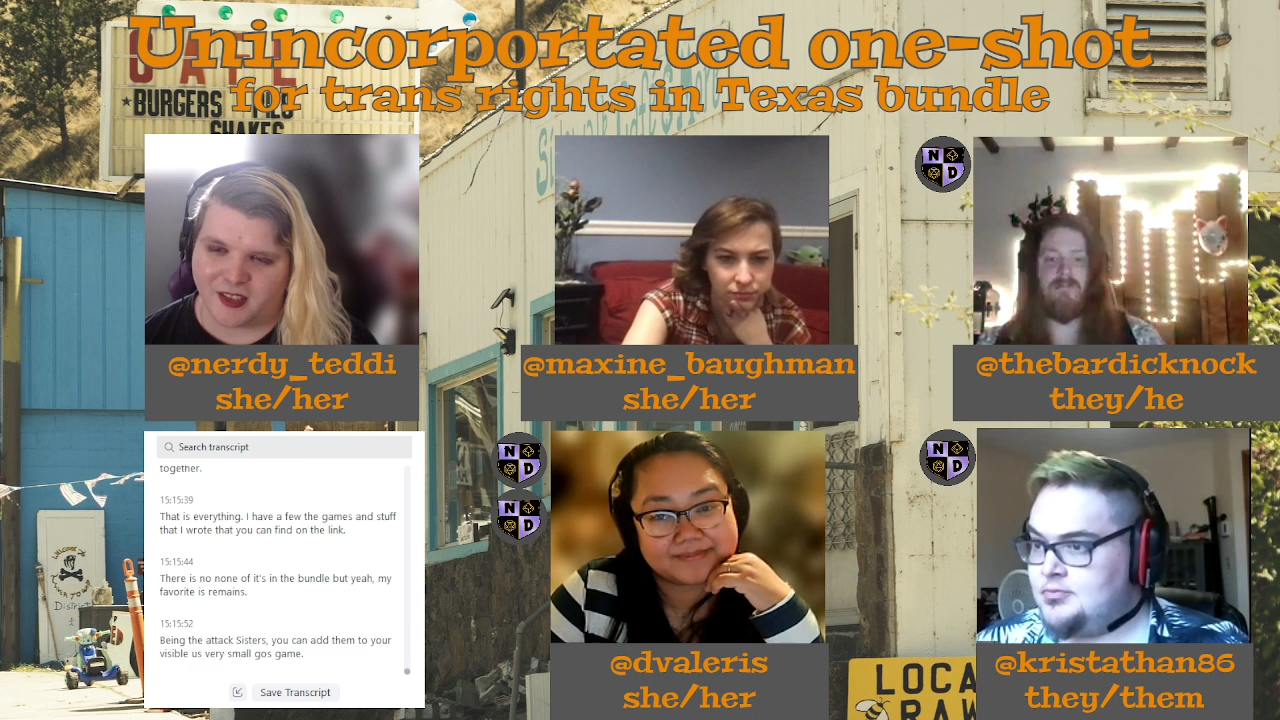 Unincorportated one-shot
for trans rights in Texas bundle
CAFE
★BURGERS PIES
SHAKES
N
D
@nerdy_teddi
she/her
@maxine_baughman
she/her
@thebardicknock
they/he
Search transcript
together.
15:15:39
That is everything. I have a few the games and stuff
that I wrote that you can find on the link.
15:15:44
There is no none of it's in the bundle but yeah, my
favorite is remains.
15:15:52
Being the attack Sisters, you can add them to your
visible us very small gos game.
Save Transcript
N
D
N
D
@dvaleris
she/her
N
D
@kristathan86
they/them
WELCOME
District
LOCA
RAW